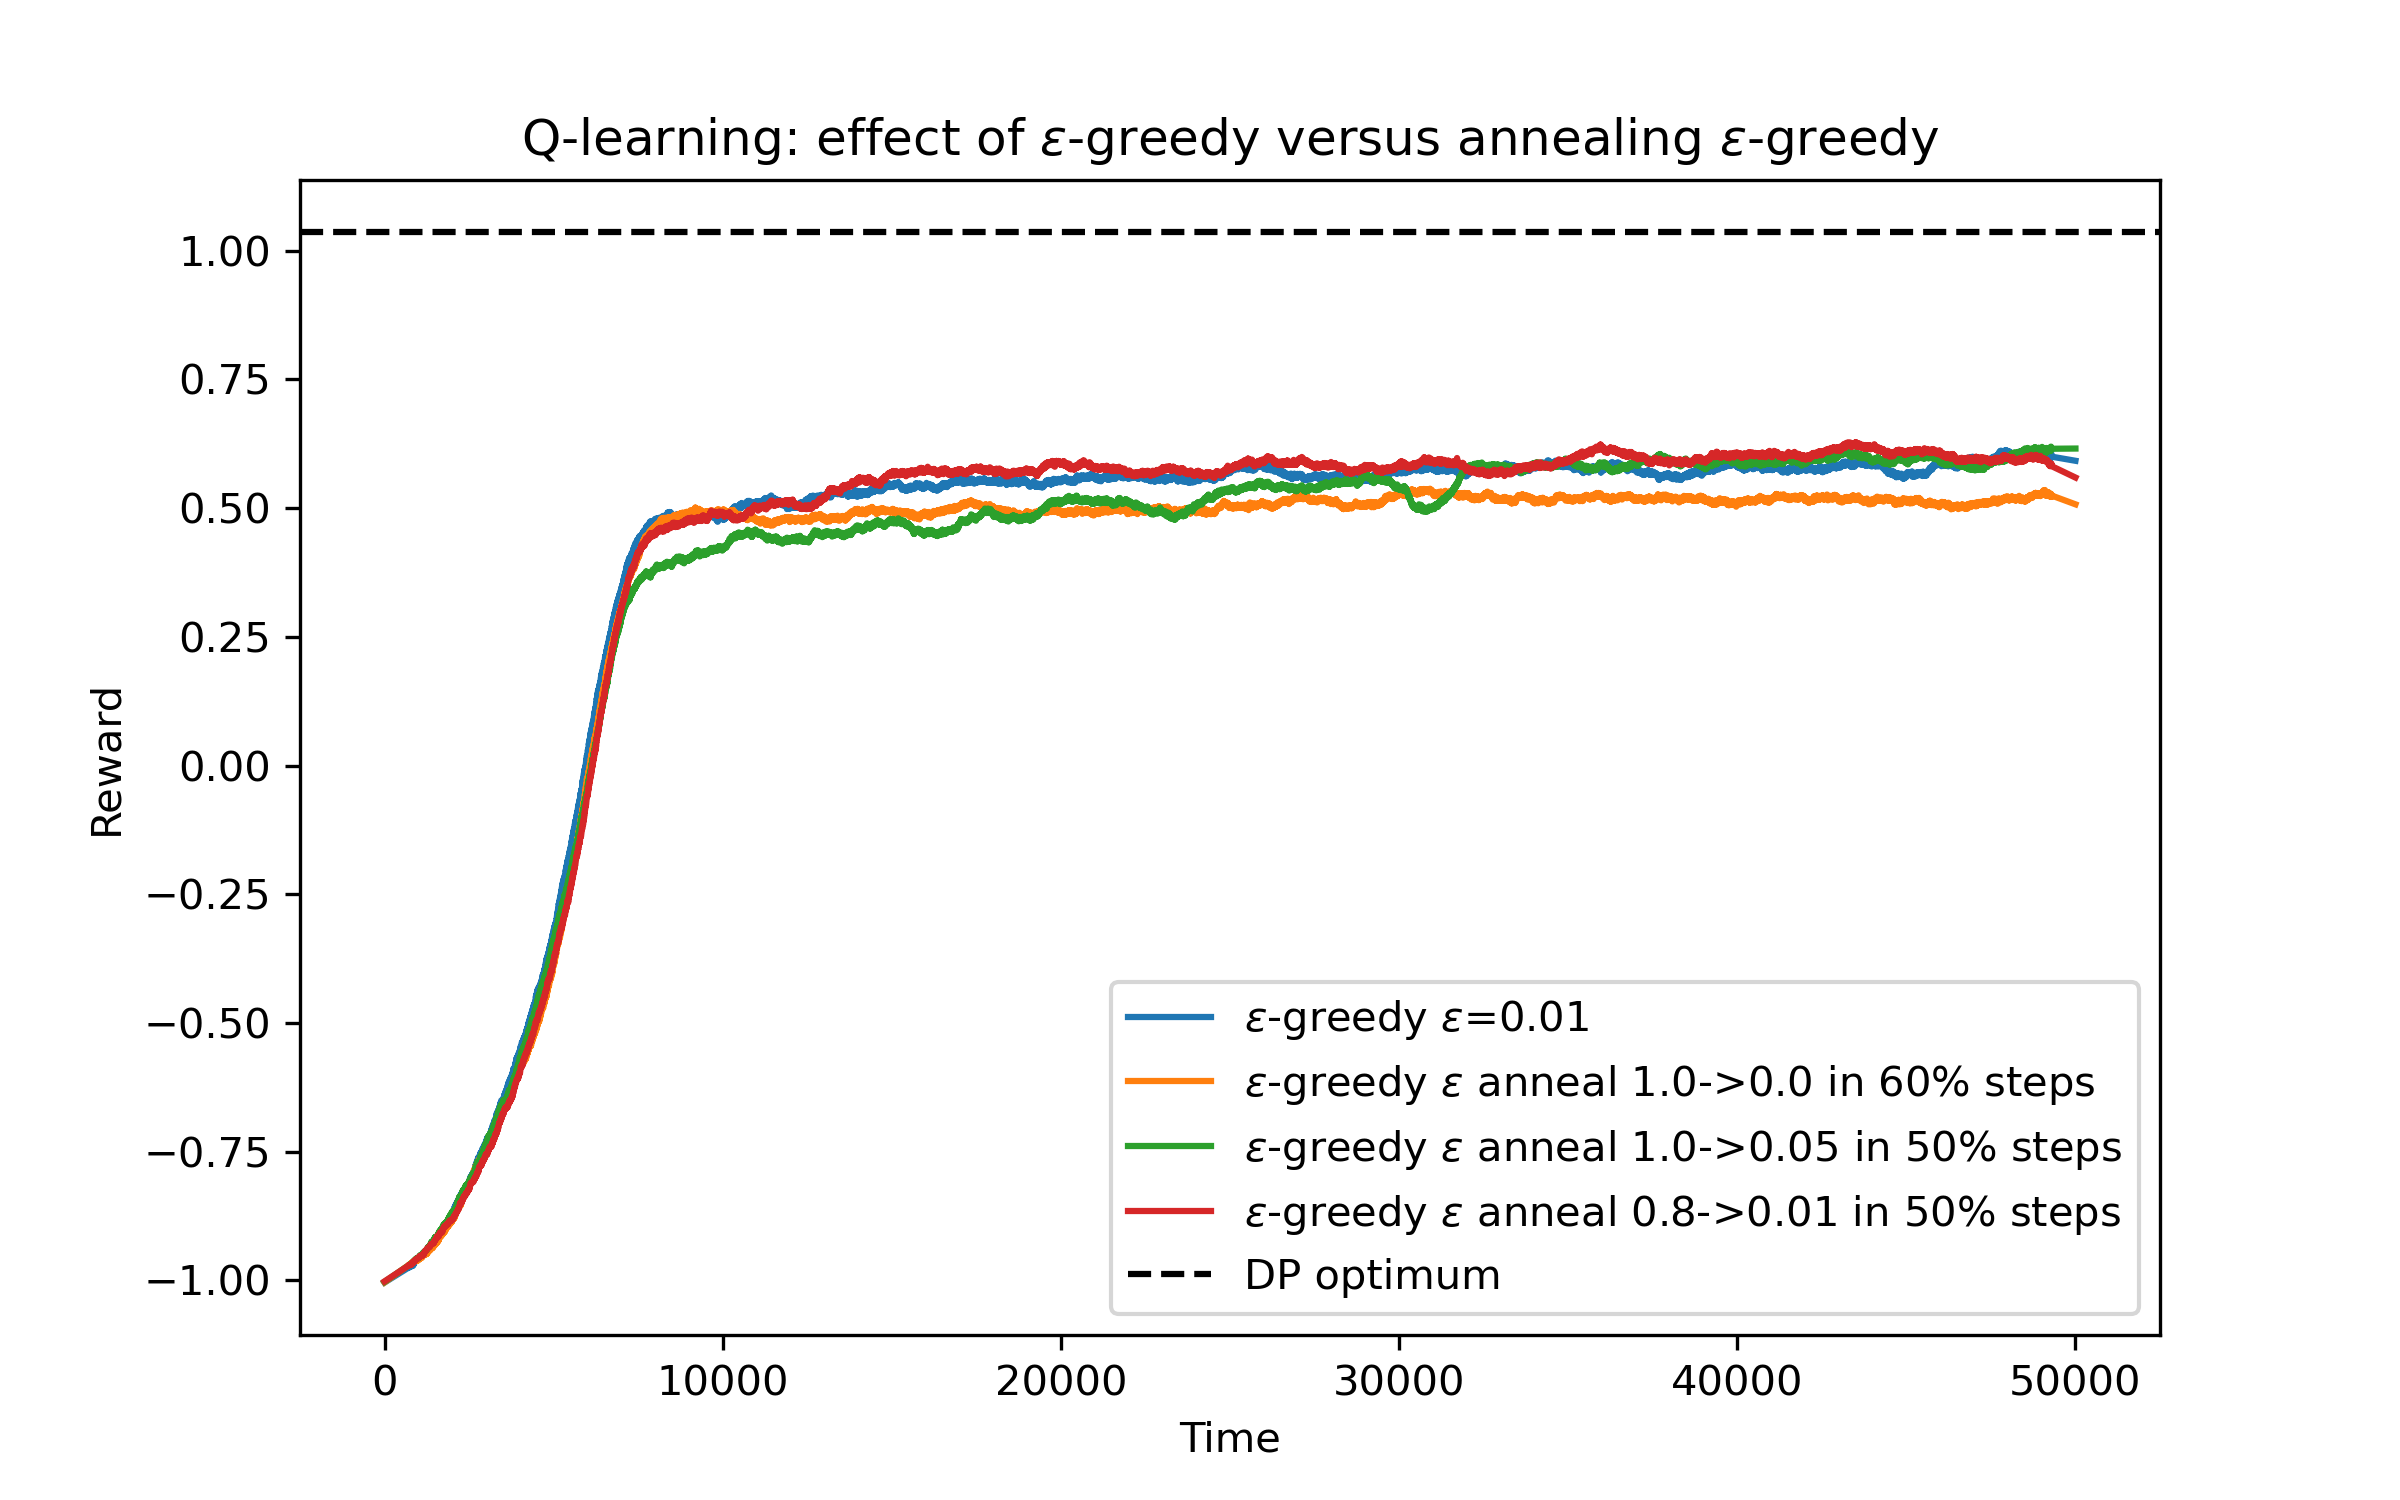 Q-learning: effect of ε-greedy versus annealing ε-greedy
1.00
0.75
0.50
0.25
0.00
−0.25
−0.50
−0.75
−1.00
Reward
0 10000 20000 30000 40000 50000
Time
ε-greedy ε=0.01
ε-greedy ε anneal 1.0->0.0 in 60% steps
ε-greedy ε anneal 1.0->0.05 in 50% steps
ε-greedy ε anneal 0.8->0.01 in 50% steps
DP optimum